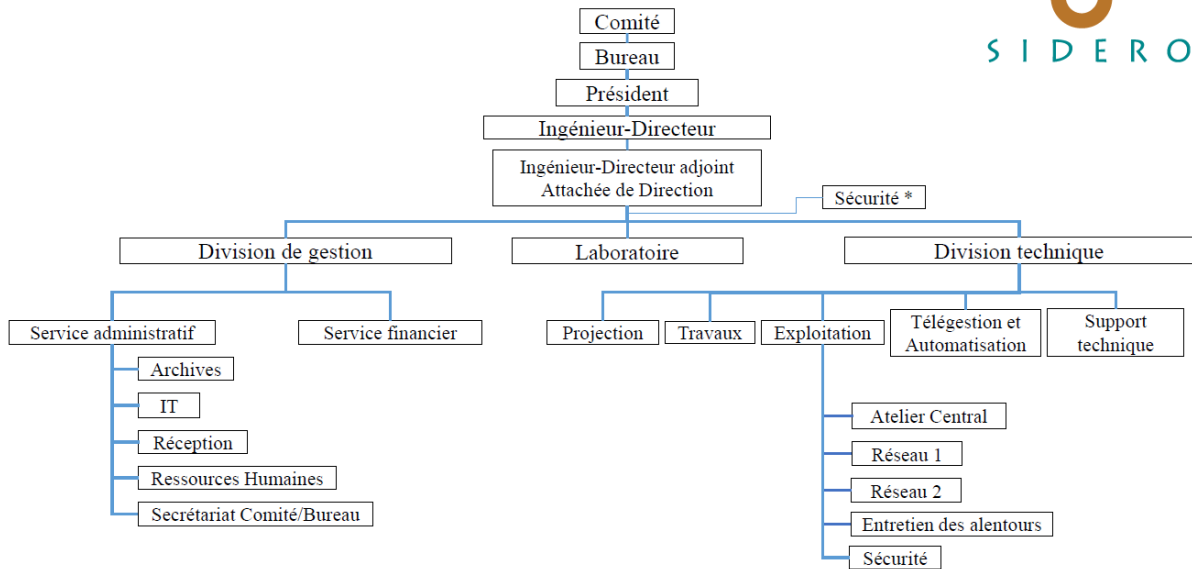 Comité
SIDERO
Bureau
Président
Ingénieur-Directeur
Ingénieur-Directeur adjoint
Attachée de Direction
Sécurité *
Division de gestion
Laboratoire
Division technique
Service administratif
Service financier
Projection
Travaux
Exploitation
Télégestion et
Automatisation
Support
technique
Archives
IT
Réception
Ressources Humaines
Secrétariat Comité/Bureau
Atelier Central
Réseau 1
Réseau 2
Entretien des alentours
Sécurité